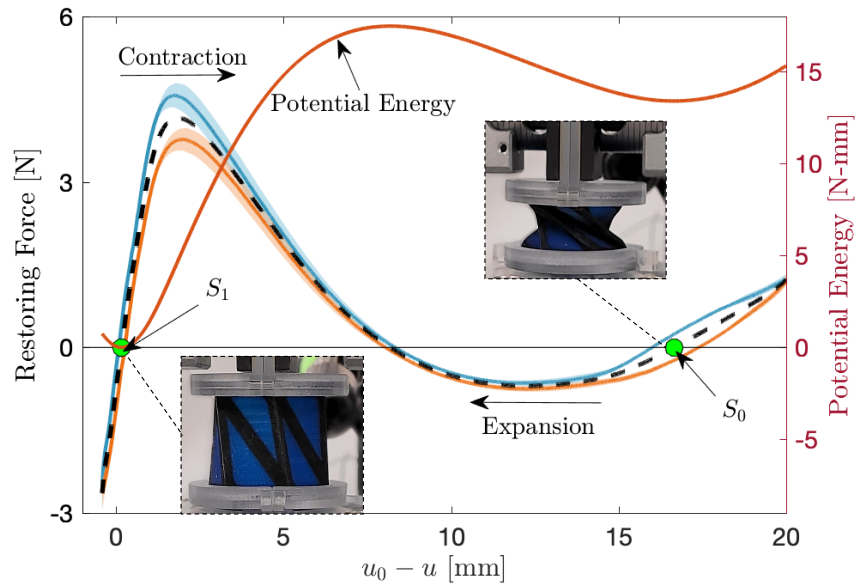 6
3
0
-3
Restoring Force [N]
Contraction
Potential Energy
S₁
S₀
Expansion
15
10
5
0
-5
Potential Energy [N-mm]
0
5
10
15
20
u₀ − u [mm]